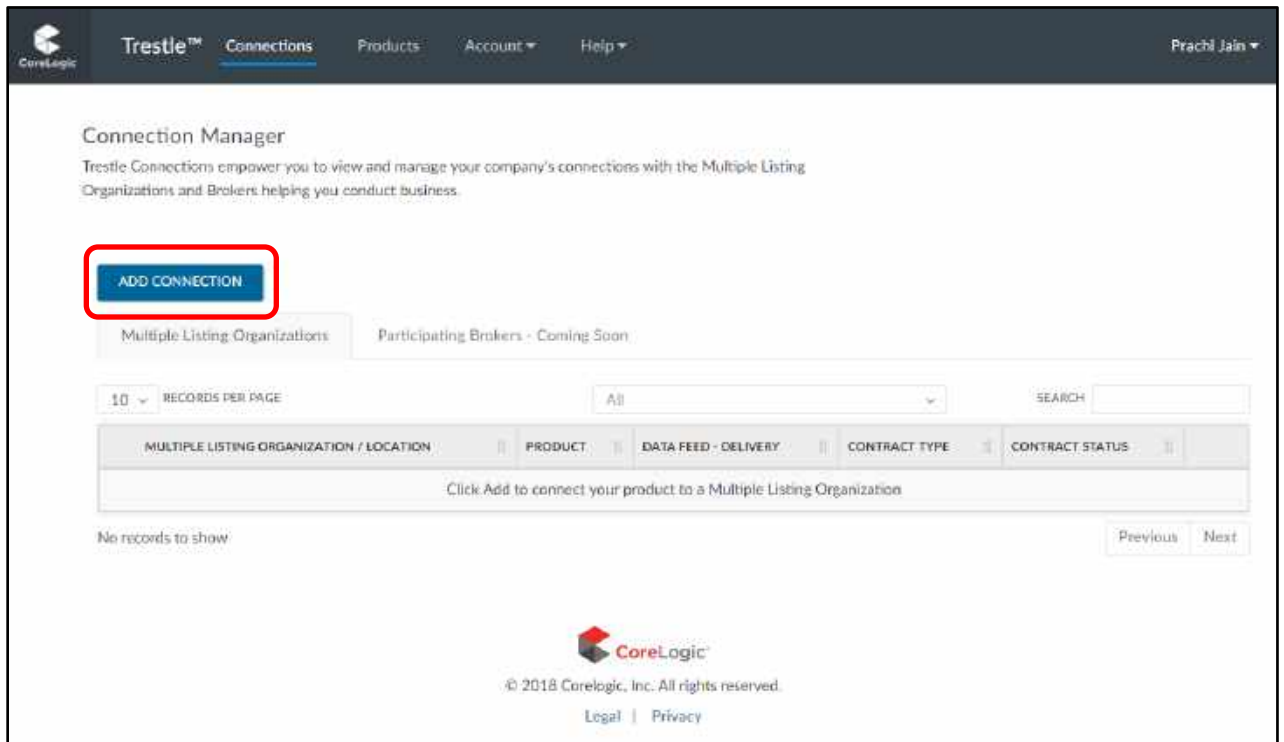 CoreLogic
Trestle™ Connections Products Account Help Prachi Jain
Connection Manager
Trestle Connections empower you to view and manage your company's connections with the Multiple Listing
Organizations and Brokers helping you conduct business.
ADD CONNECTION
Multiple Listing Organizations Participating Brokers - Coming Soon
10 RECORDS PER PAGE All SEARCH
MULTIPLE LISTING ORGANIZATION / LOCATION PRODUCT DATA FEED - DELIVERY CONTRACT TYPE CONTRACT STATUS
Click Add to connect your product to a Multiple Listing Organization
No records to show Previous Next
CoreLogic
© 2018 Corelogic, Inc. All rights reserved.
Legal | Privacy